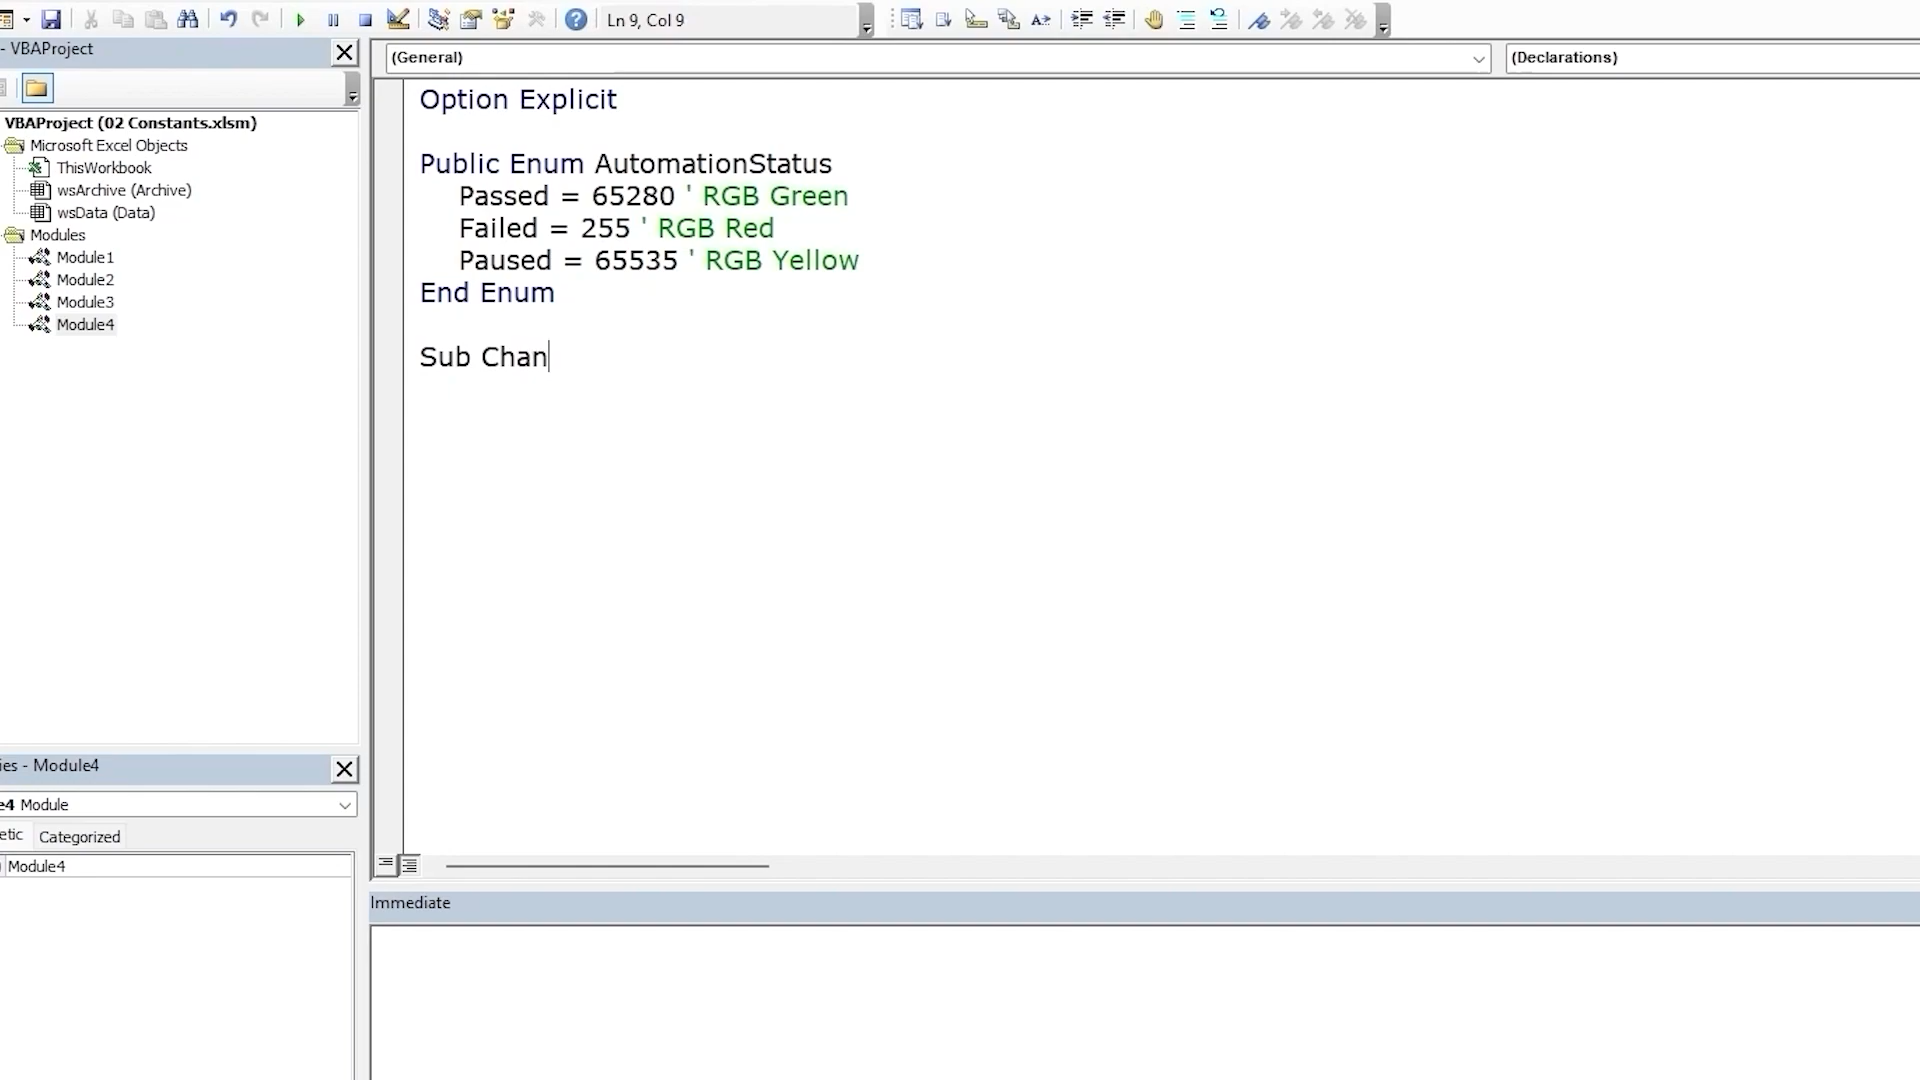 Ln 9, Col 9
- VBAProject
(General)
(Declarations)
VBAProject (02 Constants.xlsm)
Microsoft Excel Objects
ThisWorkbook
wsArchive (Archive)
wsData (Data)
Modules
Module1
Module2
Module3
Module4
Option Explicit
Public Enum AutomationStatus
Passed = 65280 ' RGB Green
Failed = 255 ' RGB Red
Paused = 65535 ' RGB Yellow
End Enum
Sub Chan
ies - Module4
e4 Module
etic Categorized
Module4
Immediate